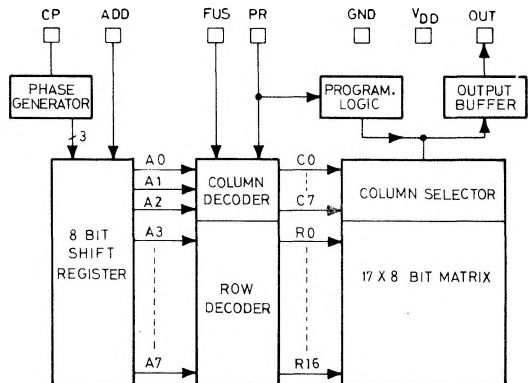 CP ADD FUS PR GND VDD OUT
PHASE GENERATOR
PROGRAM. LOGIC
OUTPUT BUFFER
3
A0
A1
A2
A3
A7
8 BIT SHIFT REGISTER
COLUMN DECODER
ROW DECODER
C0
C7
R0
R16
COLUMN SELECTOR
17 X 8 BIT MATRIX